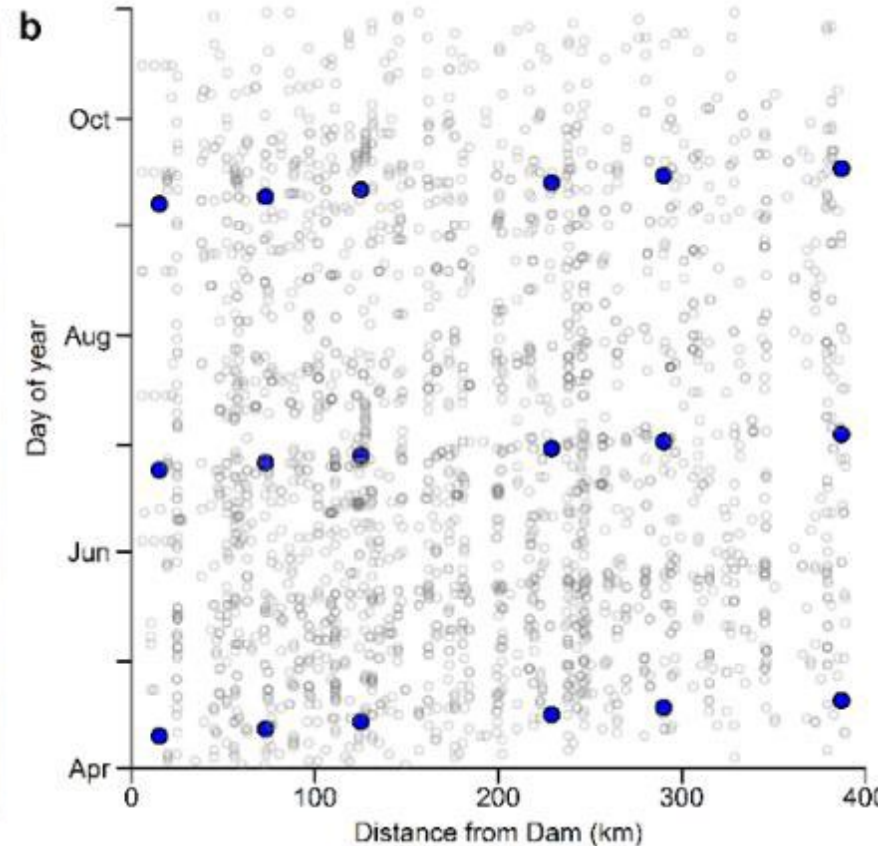 b
Oct
Aug
Jun
Apr
Day of year
0 100 200 300 400
Distance from Dam (km)